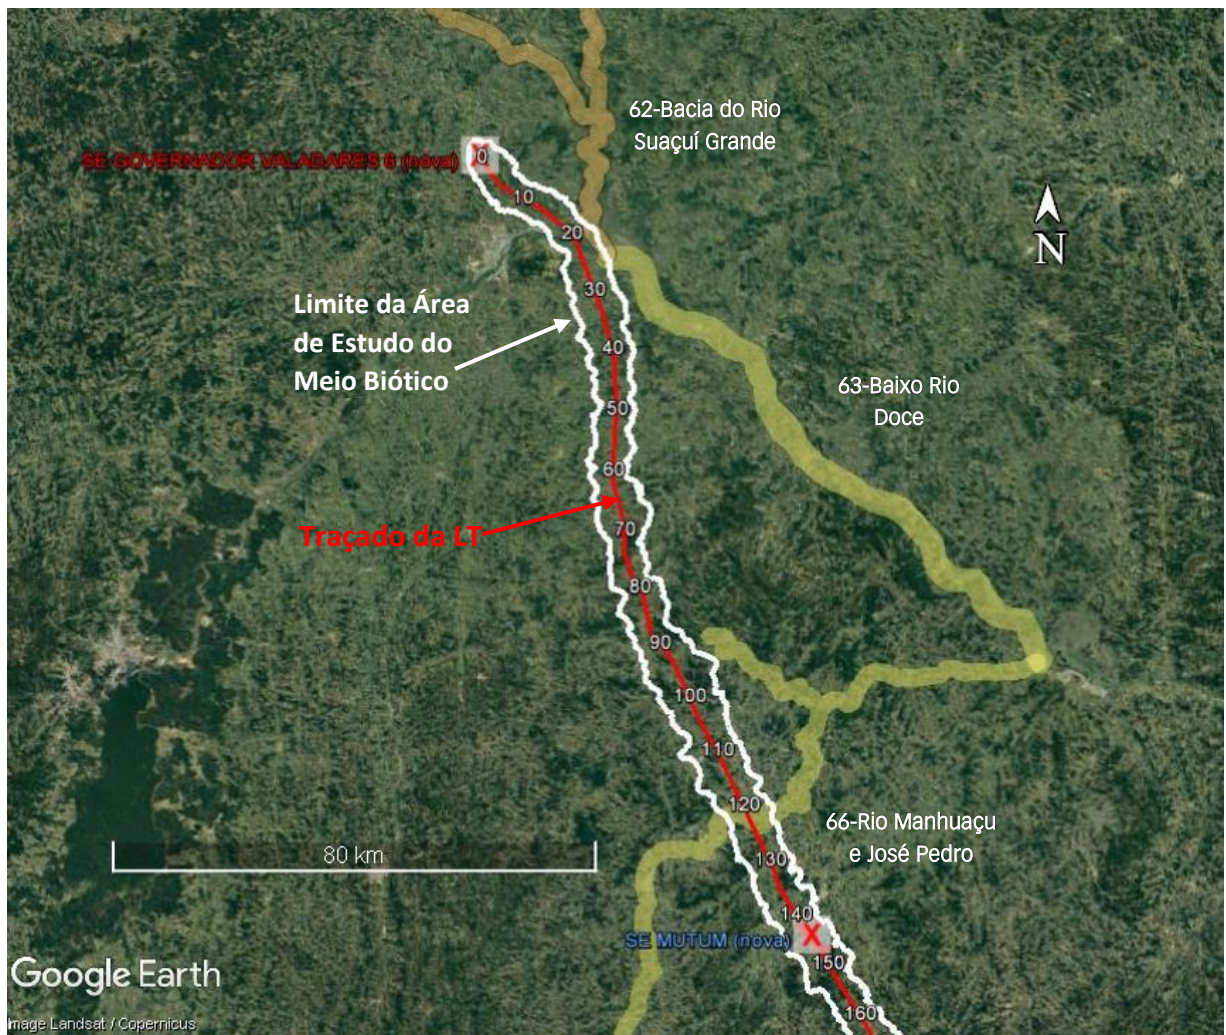 62-Bacia do Rio
Suaçuí Grande
SE GOVERNADOR VALADARES 6 (nova)
0
10
20
N
30
Limite da Área
de Estudo do
Meio Biótico
40
63-Baixo Rio
Doce
50
60
Traçado da LT
70
80
90
100
110
120
66-Rio Manhuaçu
e José Pedro
80 km
130
140
SE MUTUM (nova)
150
Google Earth
160
mage Landsat / Copernicus